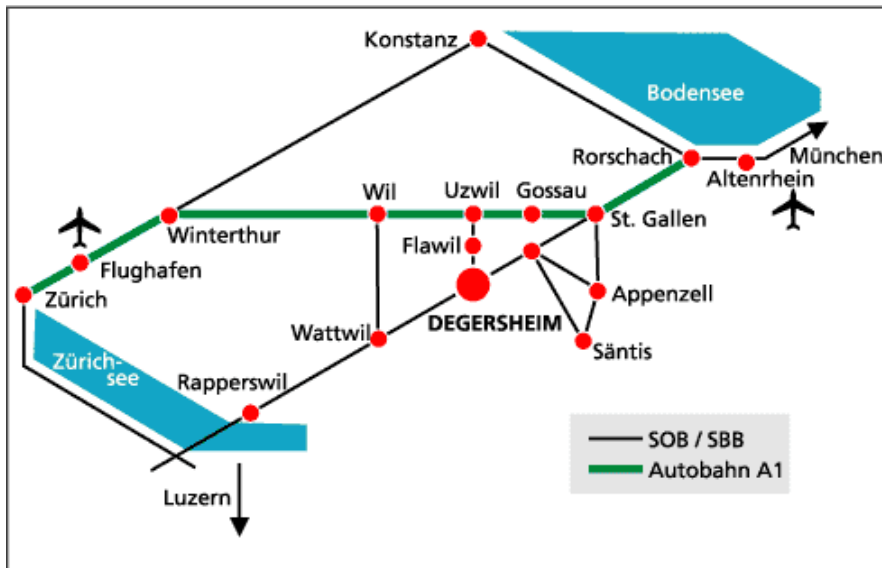 Konstanz
Bodensee
Rorschach
München
Altenrhein
Wil
Uzwil
Gossau
St. Gallen
Winterthur
Flawil
Flughafen
Zürich
Appenzell
DEGERSHEIM
Wattwil
Säntis
Zürich-
see
Rapperswil
SOB / SBB
Autobahn A1
Luzern